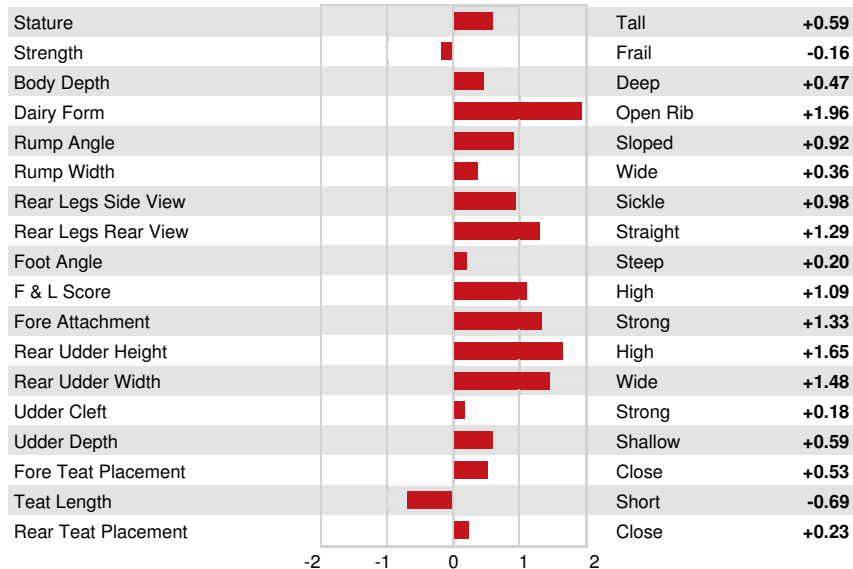 Stature Tall +0.59
Strength Frail -0.16
Body Depth Deep +0.47
Dairy Form Open Rib +1.96
Rump Angle Sloped +0.92
Rump Width Wide +0.36
Rear Legs Side View Sickle +0.98
Rear Legs Rear View Straight +1.29
Foot Angle Steep +0.20
F & L Score High +1.09
Fore Attachment Strong +1.33
Rear Udder Height High +1.65
Rear Udder Width Wide +1.48
Udder Cleft Strong +0.18
Udder Depth Shallow +0.59
Fore Teat Placement Close +0.53
Teat Length Short -0.69
Rear Teat Placement Close +0.23
-2 -1 0 1 2